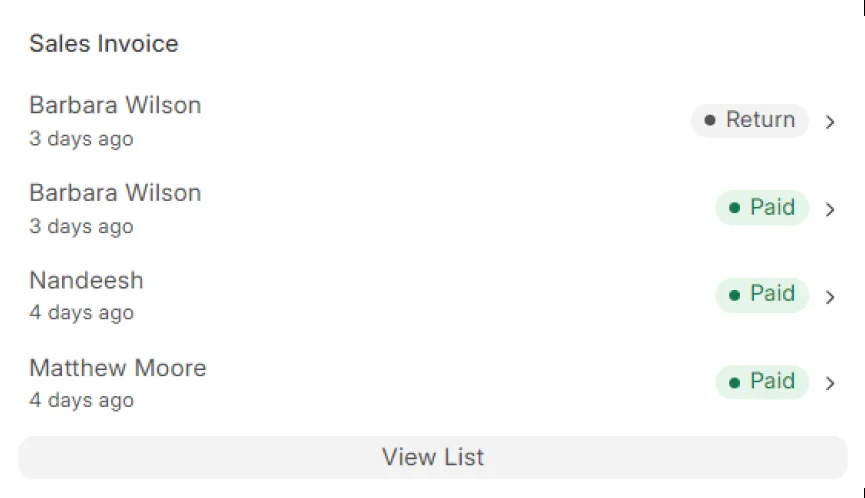 Sales Invoice
Barbara Wilson
3 days ago
Return
Barbara Wilson
3 days ago
Paid
Nandeesh
4 days ago
Paid
Matthew Moore
4 days ago
Paid
View List